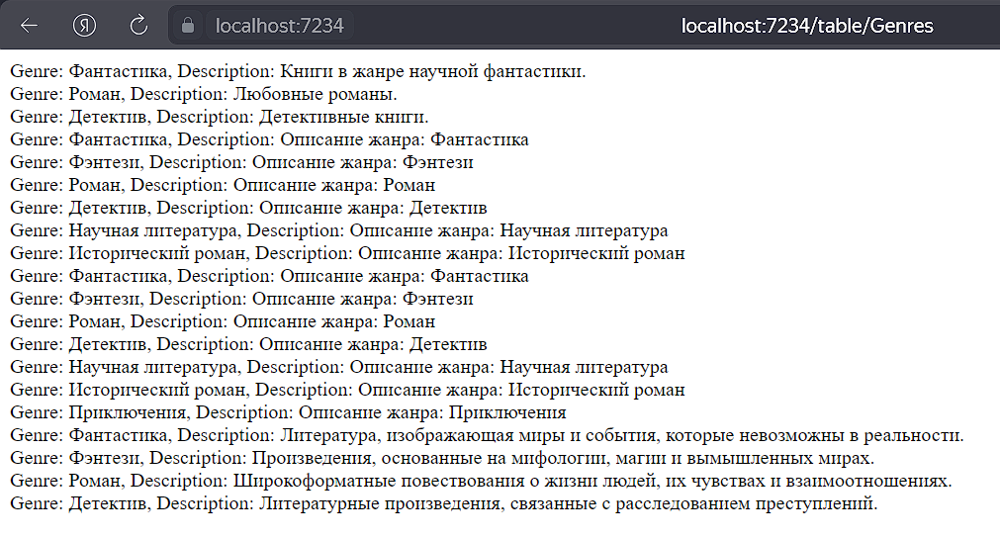 Я localhost:7234 localhost:7234/table/Genres
Genre: Фантастика, Description: Книги в жанре научной фантастики.
Genre: Роман, Description: Любовные романы.
Genre: Детектив, Description: Детективные книги.
Genre: Фантастика, Description: Описание жанра: Фантастика
Genre: Фэнтези, Description: Описание жанра: Фэнтези
Genre: Роман, Description: Описание жанра: Роман
Genre: Детектив, Description: Описание жанра: Детектив
Genre: Научная литература, Description: Описание жанра: Научная литература
Genre: Исторический роман, Description: Описание жанра: Исторический роман
Genre: Фантастика, Description: Описание жанра: Фантастика
Genre: Фэнтези, Description: Описание жанра: Фэнтези
Genre: Роман, Description: Описание жанра: Роман
Genre: Детектив, Description: Описание жанра: Детектив
Genre: Научная литература, Description: Описание жанра: Научная литература
Genre: Исторический роман, Description: Описание жанра: Исторический роман
Genre: Приключения, Description: Описание жанра: Приключения
Genre: Фантастика, Description: Литература, изображающая миры и события, которые невозможны в реальности.
Genre: Фэнтези, Description: Произведения, основанные на мифологии, магии и вымышленных мирах.
Genre: Роман, Description: Широкоформатные повествования о жизни людей, их чувствах и взаимоотношениях.
Genre: Детектив, Description: Литературные произведения, связанные с расследованием преступлений.